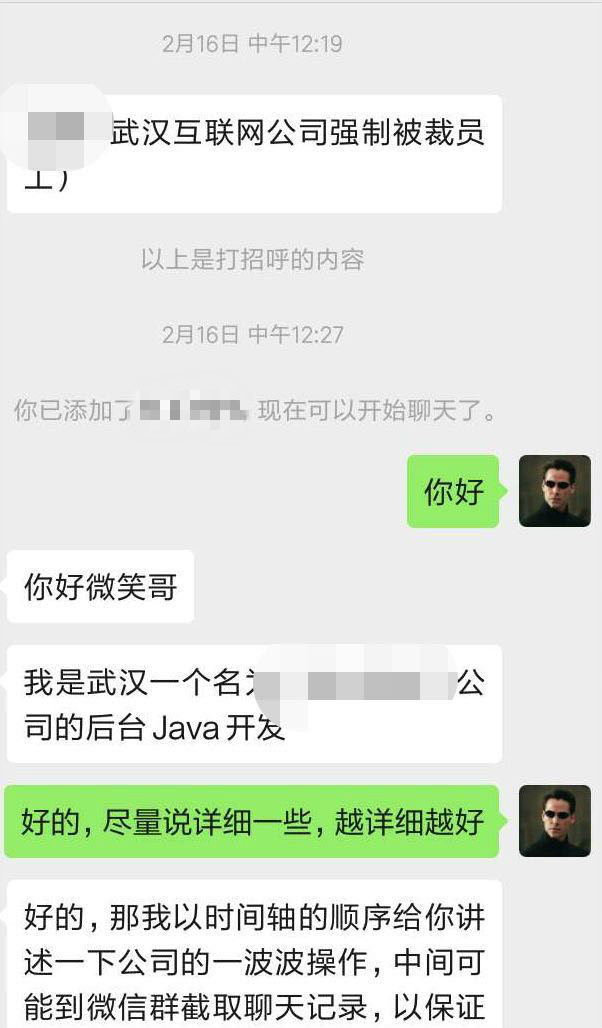 2月16日 中午12:19
武汉互联网公司强制被裁员
工）
以上是打招呼的内容
2月16日 中午12:27
你已添加了 现在可以开始聊天了。
你好
你好微笑哥
我是武汉一个名为 公
司的后台Java开发
好的，尽量说详细一些，越详细越好
好的，那我以时间轴的顺序给你讲
述一下公司的一波波操作，中间可
能到微信群截取聊天记录，以保证